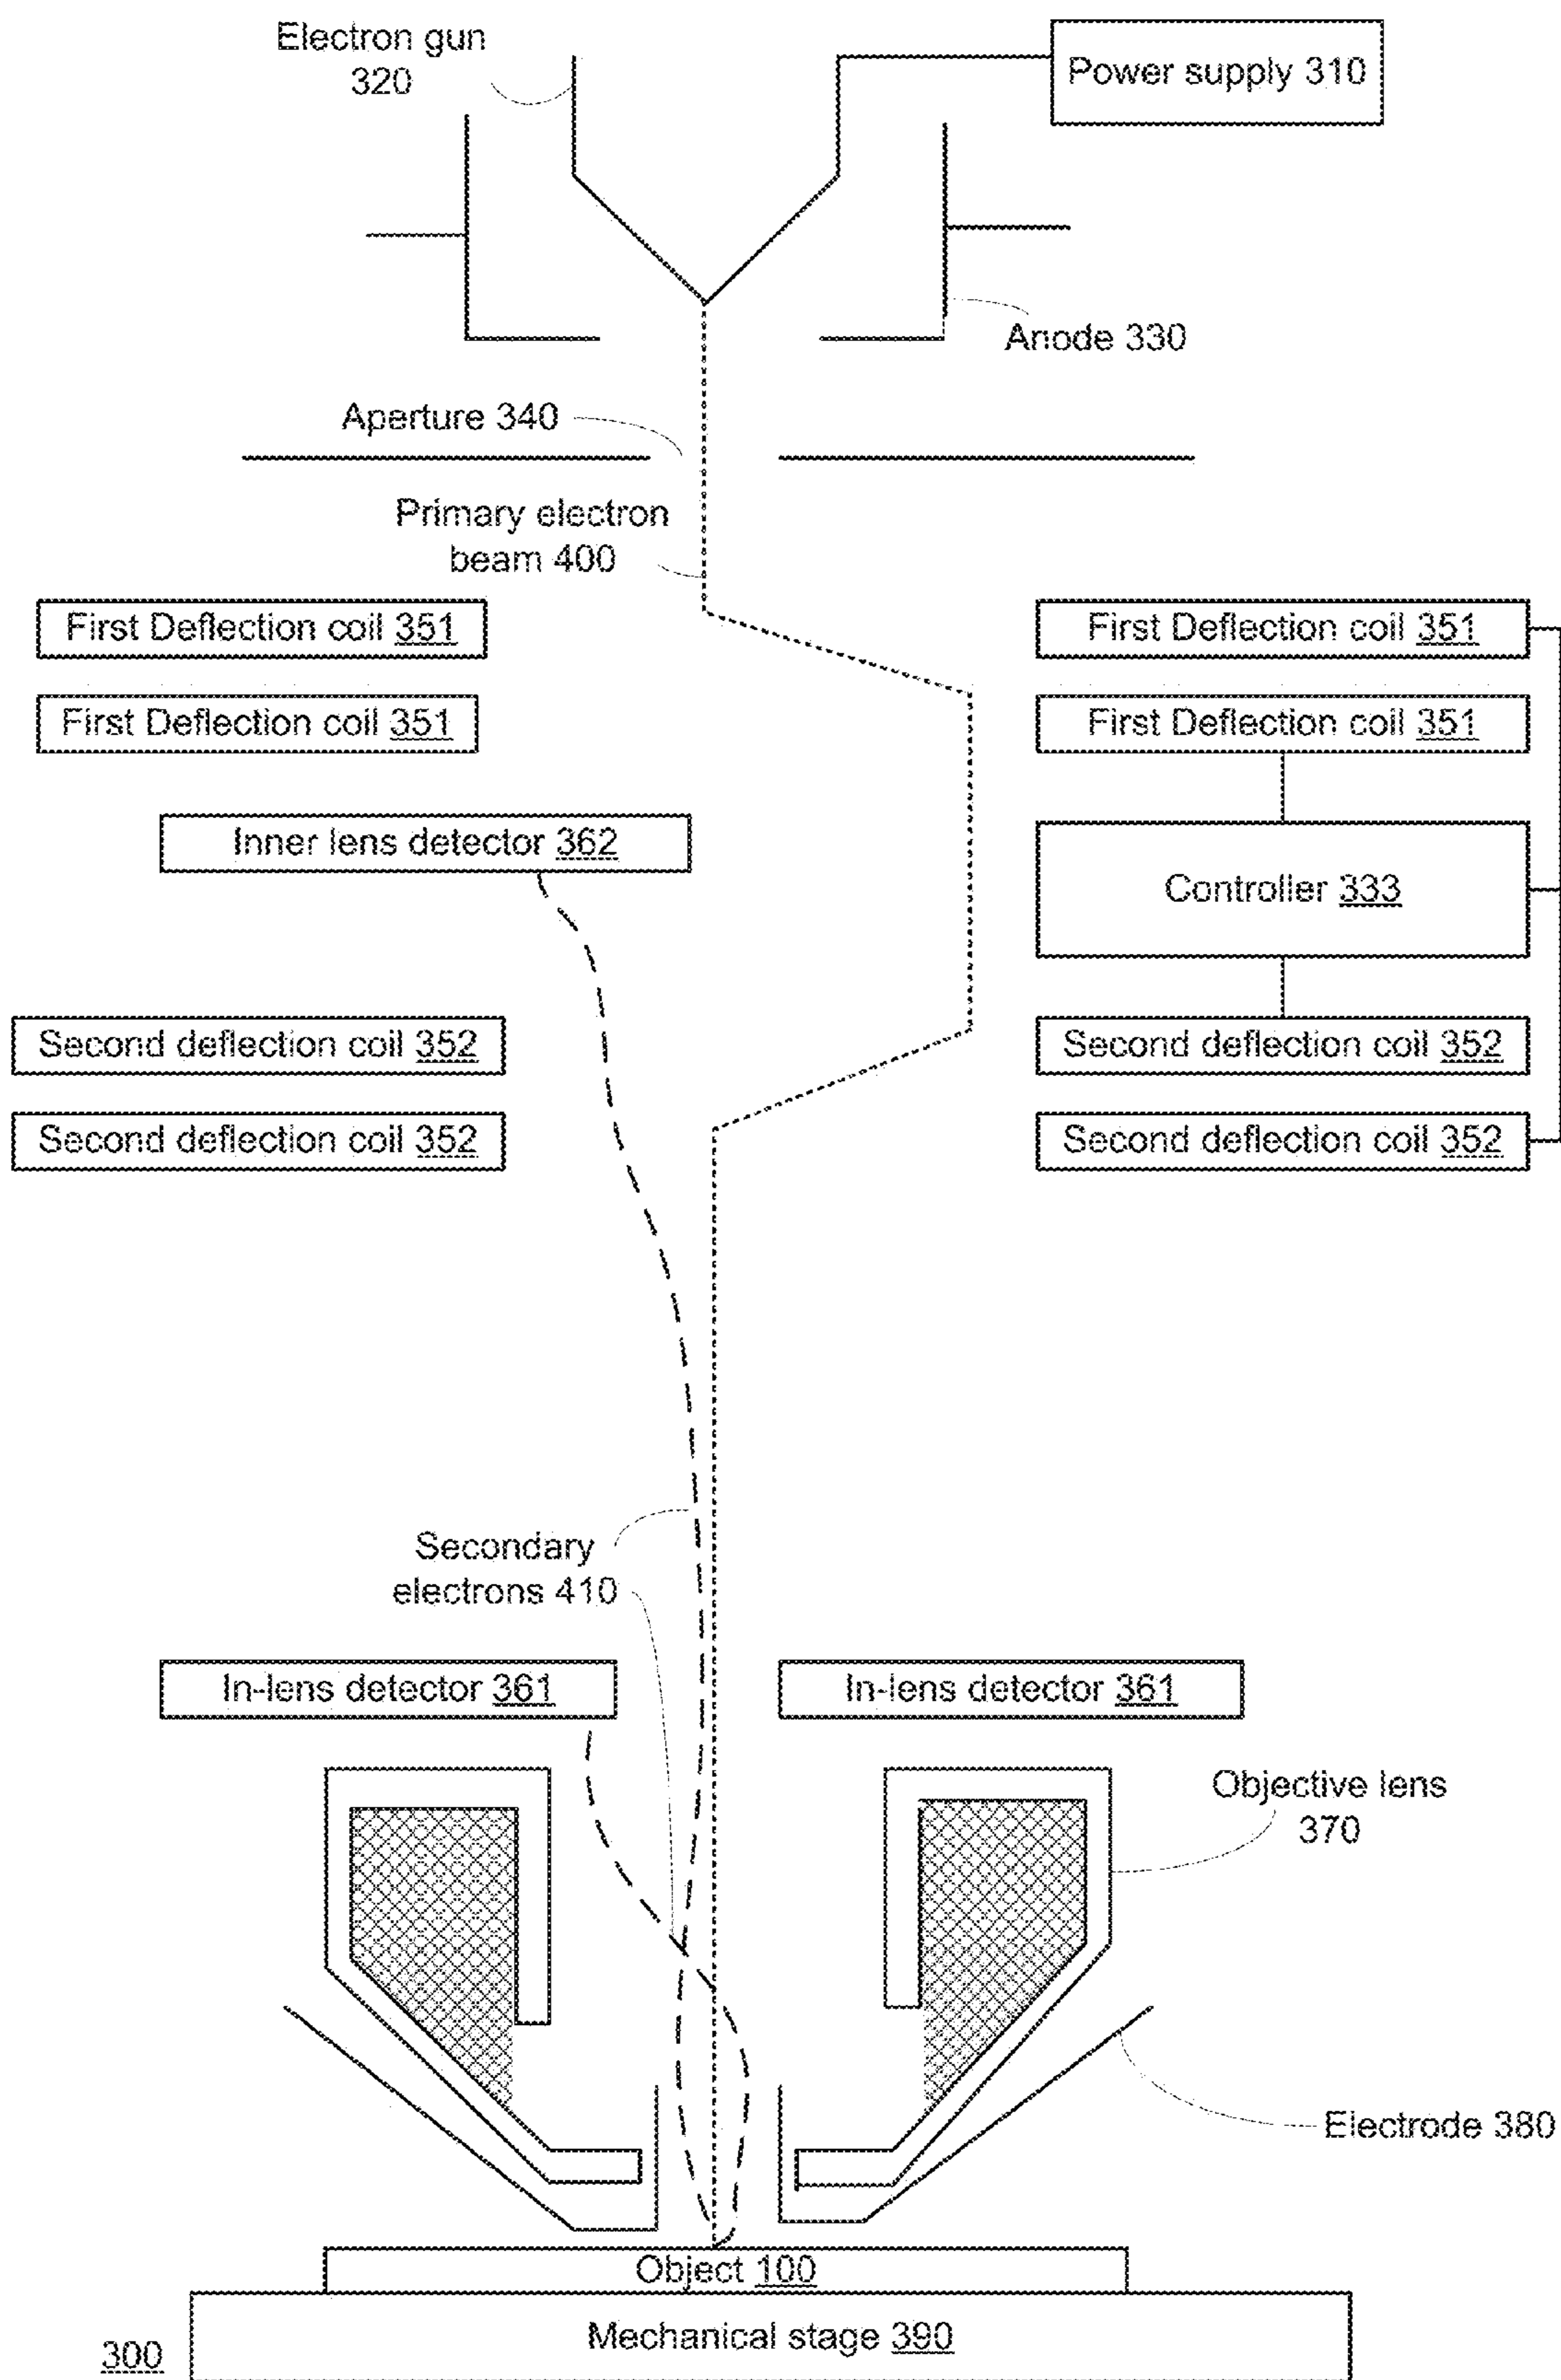 Electron gun
320
Power supply 310
Anode 330
Aperture 340
Primary electron
beam 400
First Deflection coil 351
First Deflection coil 351
First Deflection coil 351
First Deflection coil 351
Inner lens detector 362
Controller 333
Second deflection coil 352
Second deflection coil 352
Second deflection coil 352
Second deflection coil 352
Secondary
electrons 410
In-lens detector 361
In-lens detector 361
Objective lens
370
Electrode 380
Object 100
Mechanical stage 390
300